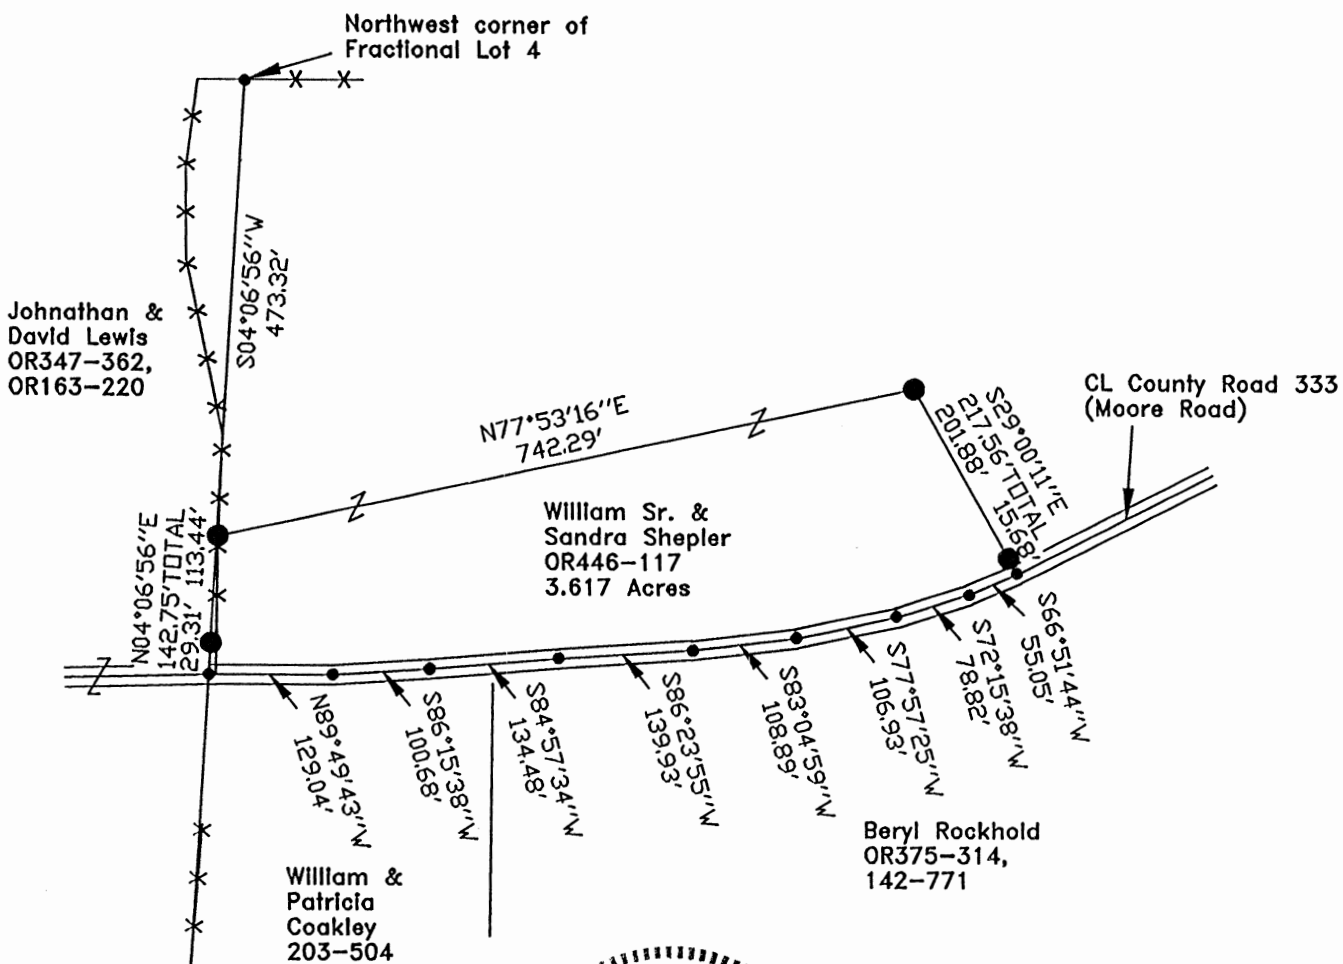 Northwest corner of
Fractional Lot 4
S04°06'56"W
473.32'
Johnathan &
David Lewis
OR347-362,
OR163-220
CL County Road 333
(Moore Road)
N77°53'16"E
742.29'
S29°00'11"E
217.56'TOTAL
201.88' 15.68'
William Sr. &
Sandra Shepler
OR446-117
3.617 Acres
N04°06'56"E
142.75'TOTAL
29.31' 113.44'
N89°49'43"W
129.04'
S86°15'38"W
100.68'
S84°57'34"W
134.48'
S86°23'55"W
139.93'
S83°04'59"W
108.89'
S77°57'25"W
106.93'
S72°15'38"W
78.82'
S66°51'44"W
55.05'
Beryl Rockhold
OR375-314,
142-771
William &
Patricia
Coakley
203-504